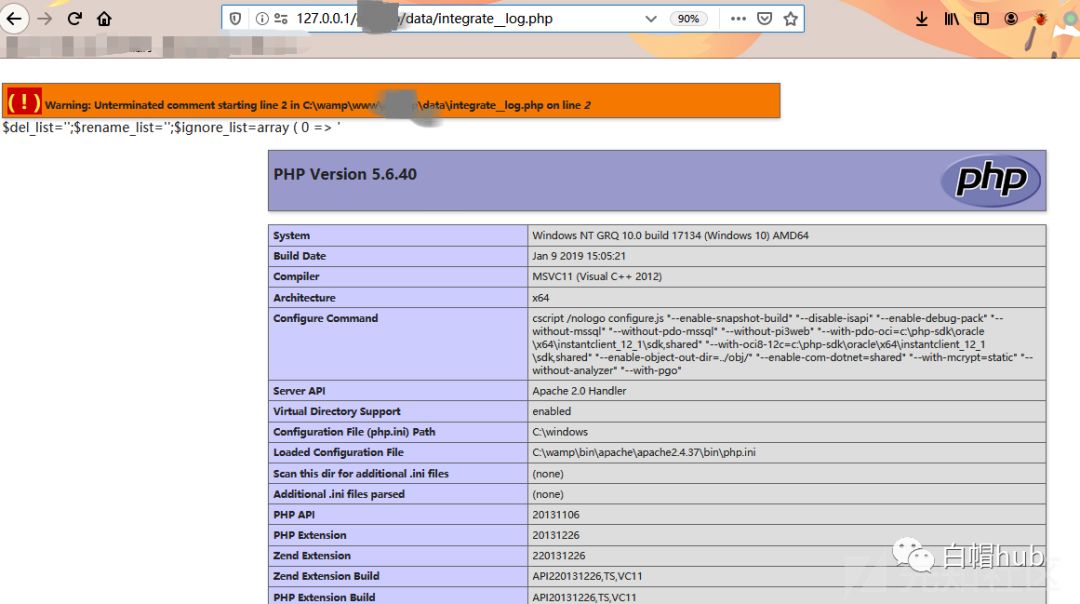 127.0.0.1/ p/data/integrate__log.php
90%
( ! ) Warning: Unterminated comment starting line 2 in C:\wamp\www\ p\data\integrate__log.php on line 2
$del_list='';$rename_list='';$ignore_list=array ( 0 => '
PHP Version 5.6.40
php
System Windows NT GRQ 10.0 build 17134 (Windows 10) AMD64
Build Date Jan 9 2019 15:05:21
Compiler MSVC11 (Visual C++ 2012)
Architecture x64
Configure Command cscript /nologo configure.js "--enable-snapshot-build" "--disable-isapi" "--enable-debug-pack" "--
without-mssql" "--without-pdo-mssql" "--without-pi3web" "--with-pdo-oci=c:\php-sdk\oracle
\x64\instantclient_12_1\sdk,shared" "--with-oci8-12c=c:\php-sdk\oracle\x64\instantclient_12_1
\sdk,shared" "--enable-object-out-dir=../obj/" "--enable-com-dotnet=shared" "--with-mcrypt=static" "--
without-analyzer" "--with-pgo"
Server API Apache 2.0 Handler
Virtual Directory Support enabled
Configuration File (php.ini) Path C:\windows
Loaded Configuration File C:\wamp\bin\apache\apache2.4.37\bin\php.ini
Scan this dir for additional .ini files (none)
Additional .ini files parsed (none)
PHP API 20131106
PHP Extension 20131226
Zend Extension 220131226
Zend Extension Build API220131226,TS,VC11
PHP Extension Build API20131226,TS,VC11
白帽hub